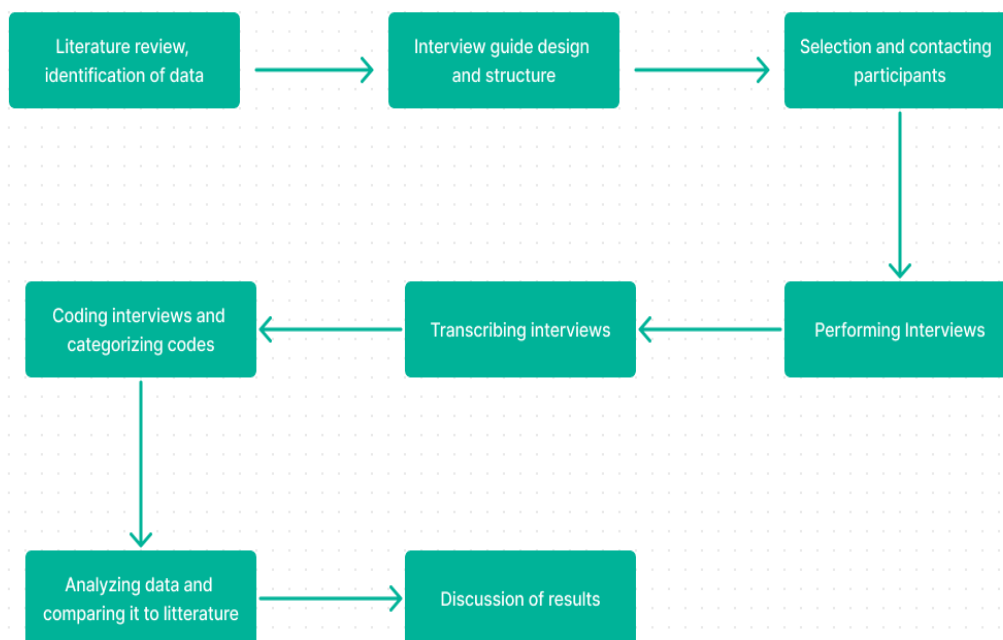 Literature review,
identification of data
Interview guide design
and structure
Selection and contacting
participants
Performing Interviews
Transcribing interviews
Coding interviews and
categorizing codes
Analyzing data and
comparing it to litterature
Discussion of results